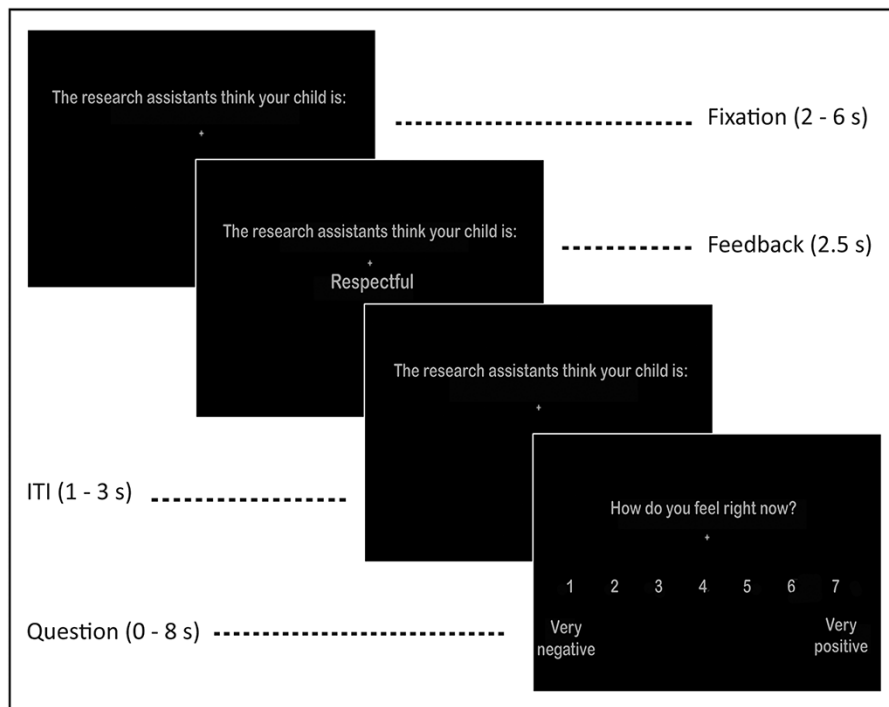 The research assistants think your child is:
+
Fixation (2 - 6 s)
The research assistants think your child is:
+
Respectful
Feedback (2.5 s)
The research assistants think your child is:
+
ITI (1 - 3 s)
How do you feel right now?
+
1 2 3 4 5 6 7
Very negative
Very positive
Question (0 - 8 s)